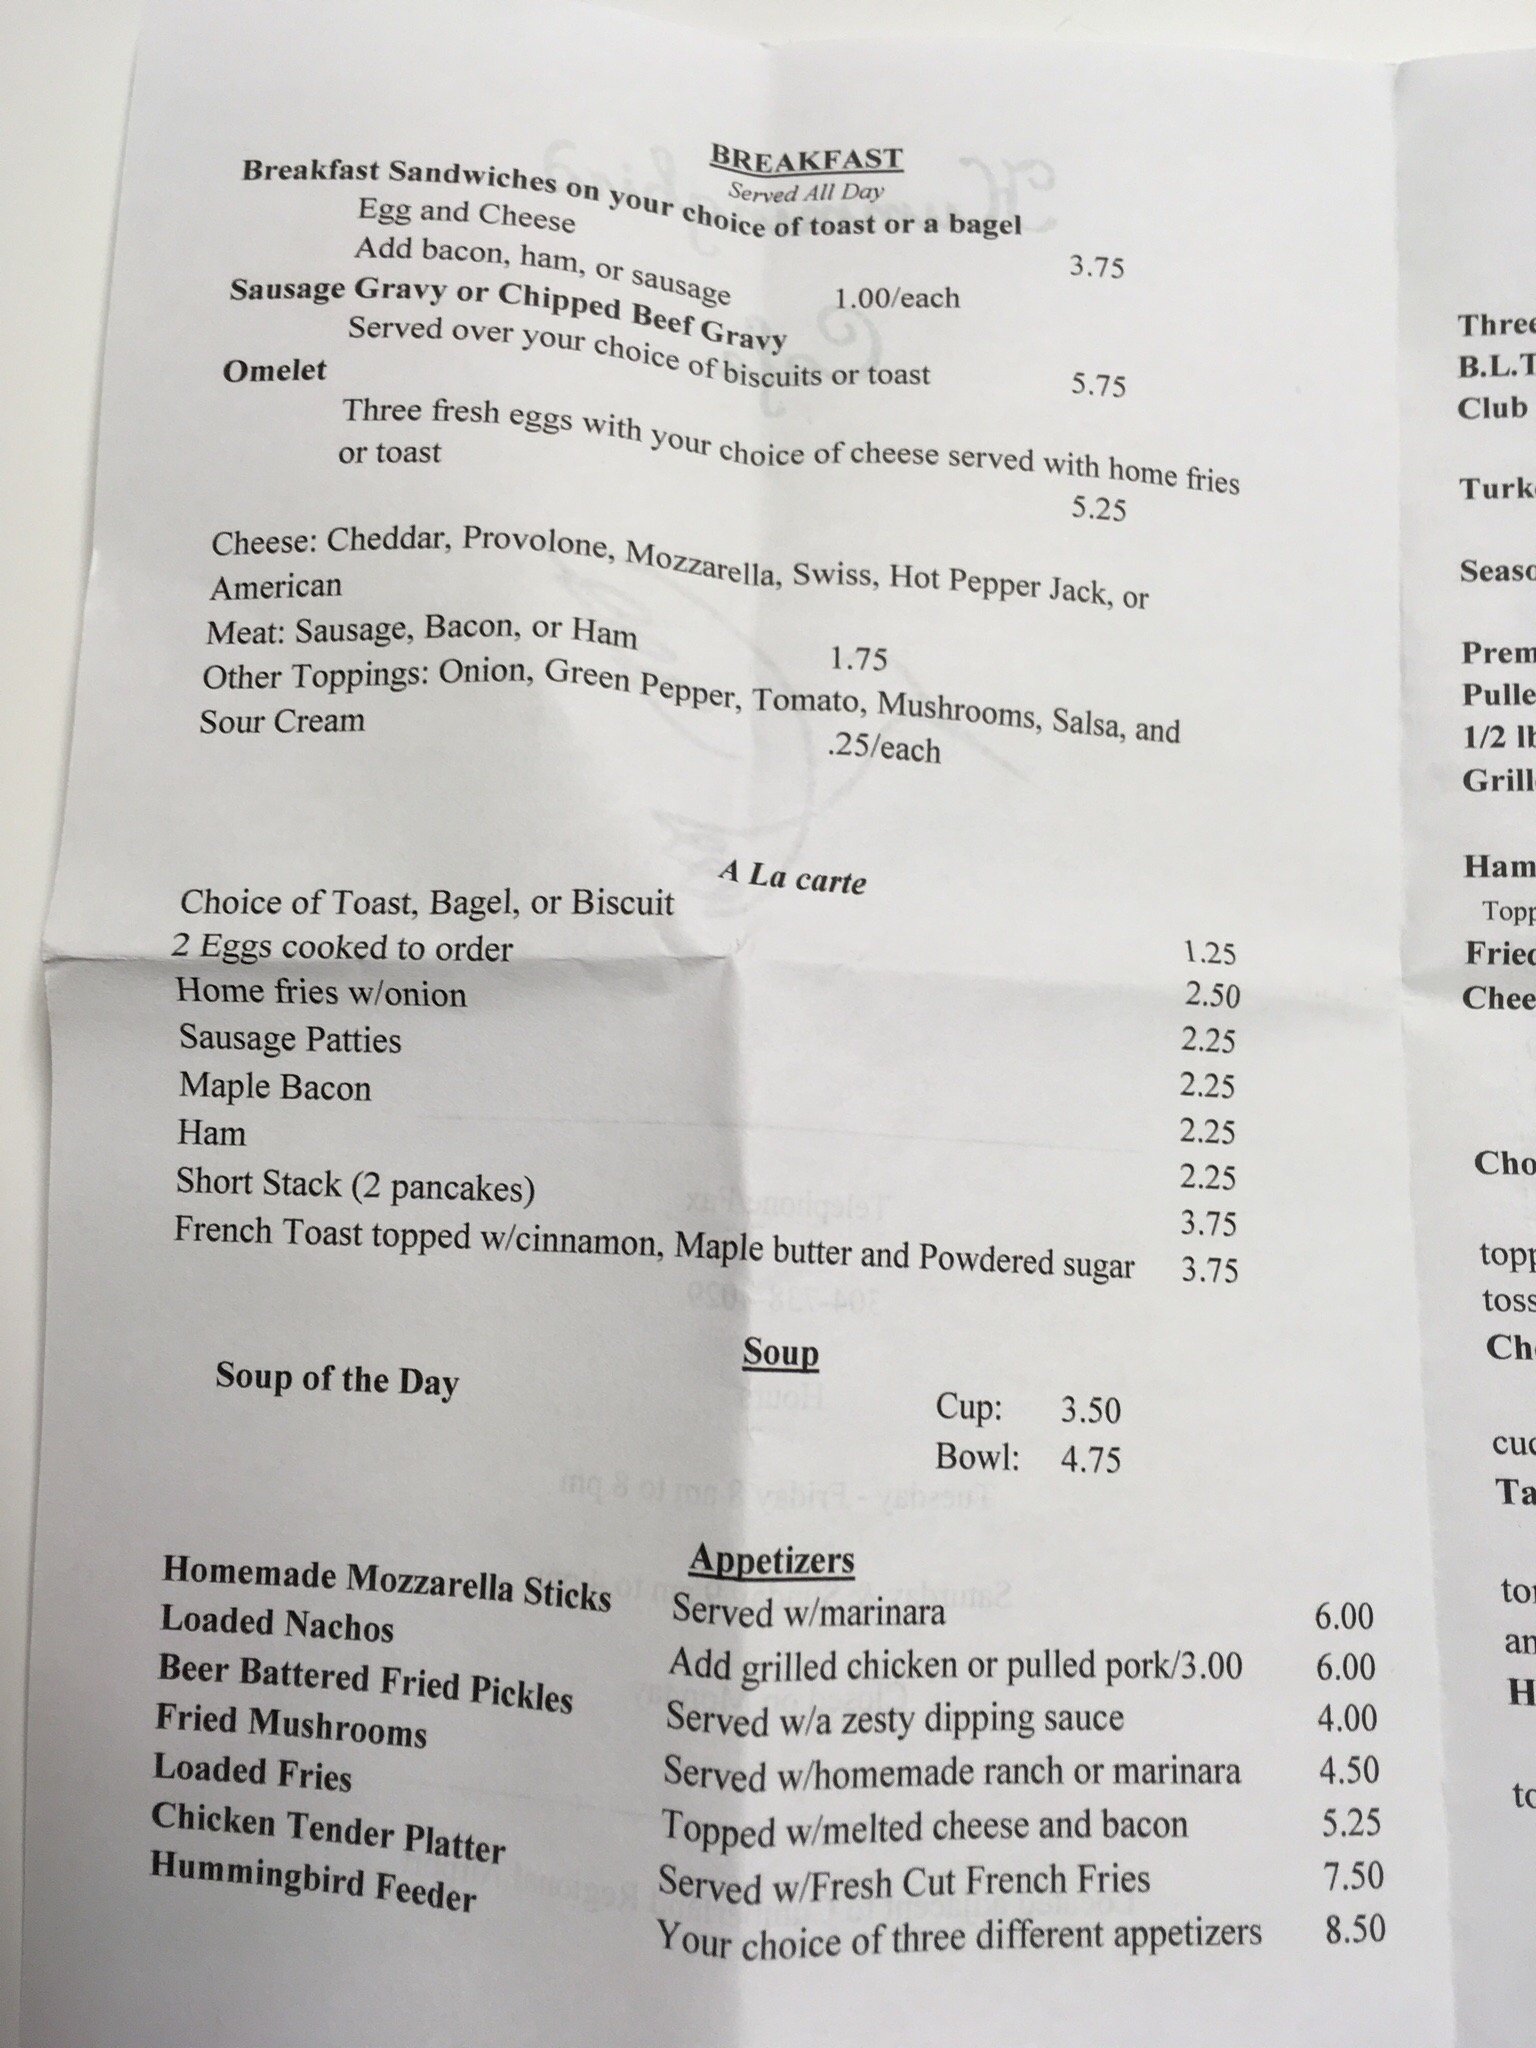 BREAKFAST
Served All Day
Breakfast Sandwiches on your choice of toast or a bagel
Egg and Cheese 3.75
Add bacon, ham, or sausage 1.00/each
Sausage Gravy or Chipped Beef Gravy
Served over your choice of biscuits or toast 5.75
Omelet
Three fresh eggs with your choice of cheese served with home fries
or toast 5.25
Cheese: Cheddar, Provolone, Mozzarella, Swiss, Hot Pepper Jack, or
American
Meat: Sausage, Bacon, or Ham 1.75
Other Toppings: Onion, Green Pepper, Tomato, Mushrooms, Salsa, and
Sour Cream .25/each
A La carte
Choice of Toast, Bagel, or Biscuit 1.25
2 Eggs cooked to order 2.50
Home fries w/onion 2.25
Sausage Patties 2.25
Maple Bacon 2.25
Ham 2.25
Short Stack (2 pancakes) 3.75
French Toast topped w/cinnamon, Maple butter and Powdered sugar 3.75
Soup
Soup of the Day
Cup: 3.50
Bowl: 4.75
Appetizers
Homemade Mozzarella Sticks Served w/marinara 6.00
Loaded Nachos Add grilled chicken or pulled pork/3.00 6.00
Beer Battered Fried Pickles Served w/a zesty dipping sauce 4.00
Fried Mushrooms Served w/homemade ranch or marinara 4.50
Loaded Fries Topped w/melted cheese and bacon 5.25
Chicken Tender Platter Served w/Fresh Cut French Fries 7.50
Hummingbird Feeder Your choice of three different appetizers 8.50
Three
B.L.T
Club
1/2 lb
Ham